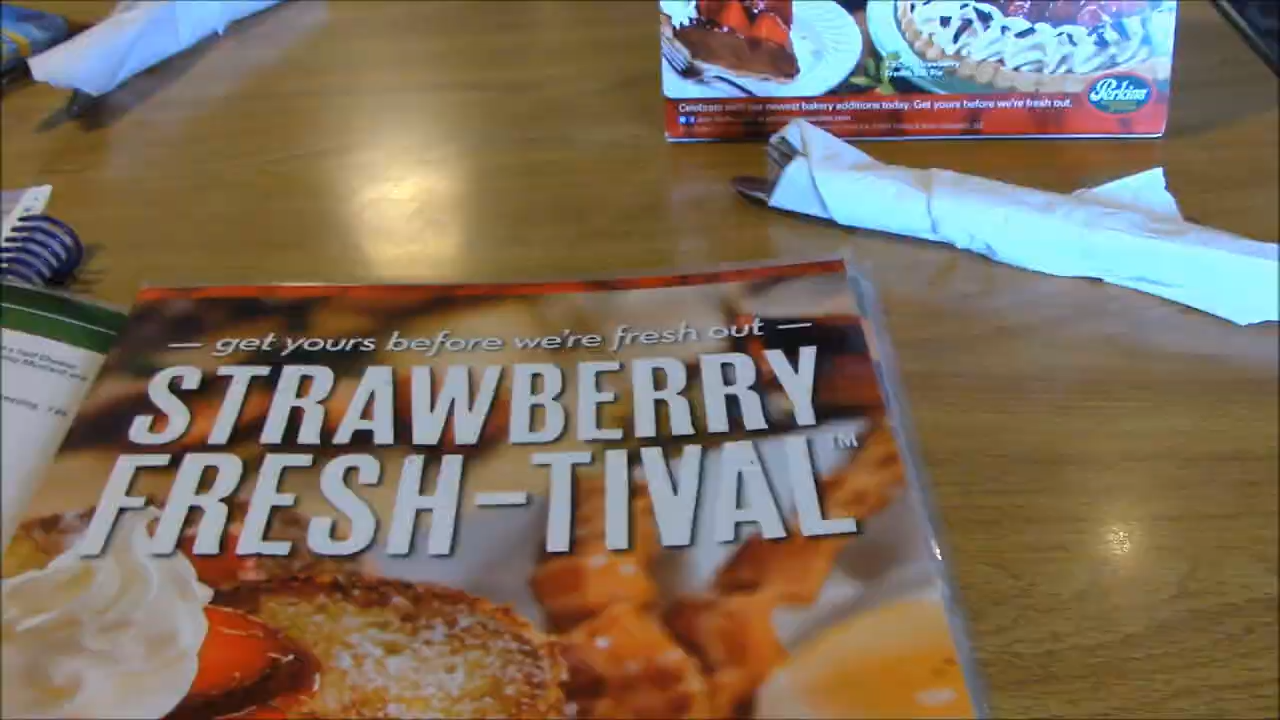 Celebrate with our newest bakery additions today. Get yours before we're fresh out.
Perkins
— get yours before we're fresh out —
STRAWBERRY
FRESH-TIVAL™